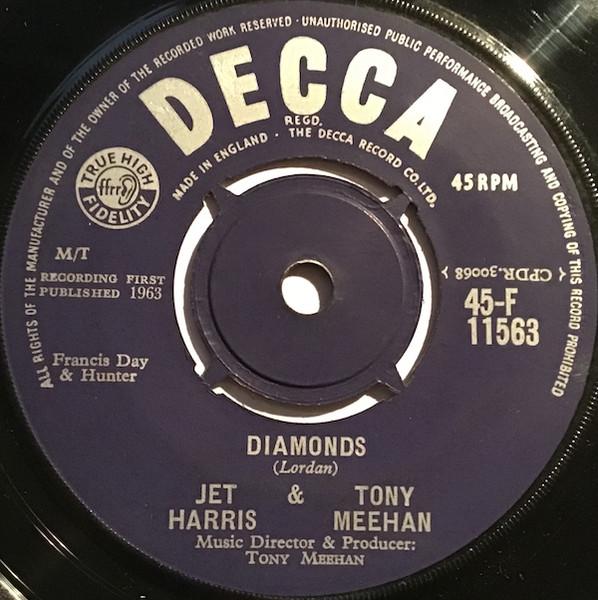 ALL RIGHTS OF THE MANUFACTURER AND OF THE OWNER OF THE RECORDED WORK RESERVED · UNAUTHORISED PUBLIC PERFORMANCE BROADCASTING AND COPYING OF THIS RECORD PROHIBITED
DECCA
REGD.
MADE IN ENGLAND · THE DECCA RECORD CO. LTD.
TRUE HIGH
ffrr
FIDELITY
45 RPM
M/T
RECORDING FIRST
PUBLISHED 1963
≻ CPDR.30068 ≺
45-F
11563
Francis Day
& Hunter
DIAMONDS
(Lordan)
JET & TONY
HARRIS MEEHAN
Music Director & Producer:
TONY MEEHAN